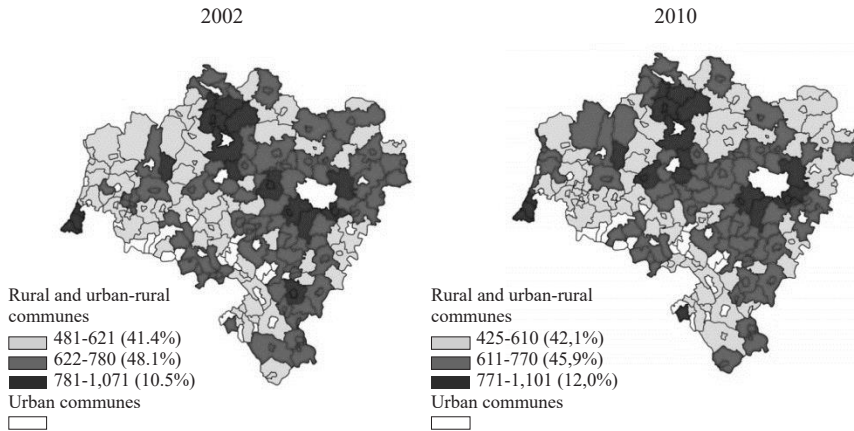 2002
2010
Rural and urban-rural
communes
481-621 (41.4%)
622-780 (48.1%)
781-1,071 (10.5%)
Urban communes
Rural and urban-rural
communes
425-610 (42,1%)
611-770 (45,9%)
771-1,101 (12,0%)
Urban communes